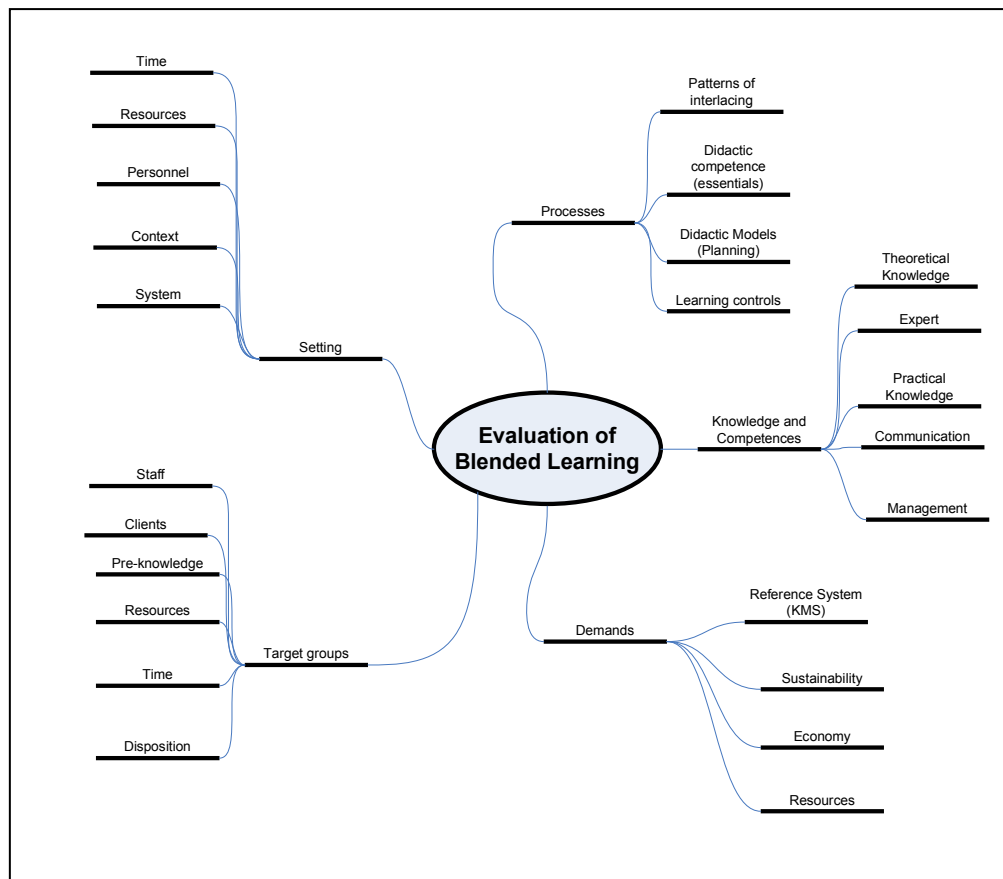 Time
Resources
Personnel
Context
System
Setting
Patterns of
interlacing
Didactic
competence
(essentials)
Processes
Didactic Models
(Planning)
Learning controls
Theoretical
Knowledge
Expert
Practical
Knowledge
Knowledge and
Competences
Communication
Management
Evaluation of
Blended Learning
Staff
Clients
Pre-knowledge
Resources
Target groups
Time
Disposition
Reference System
(KMS)
Demands
Sustainability
Economy
Resources